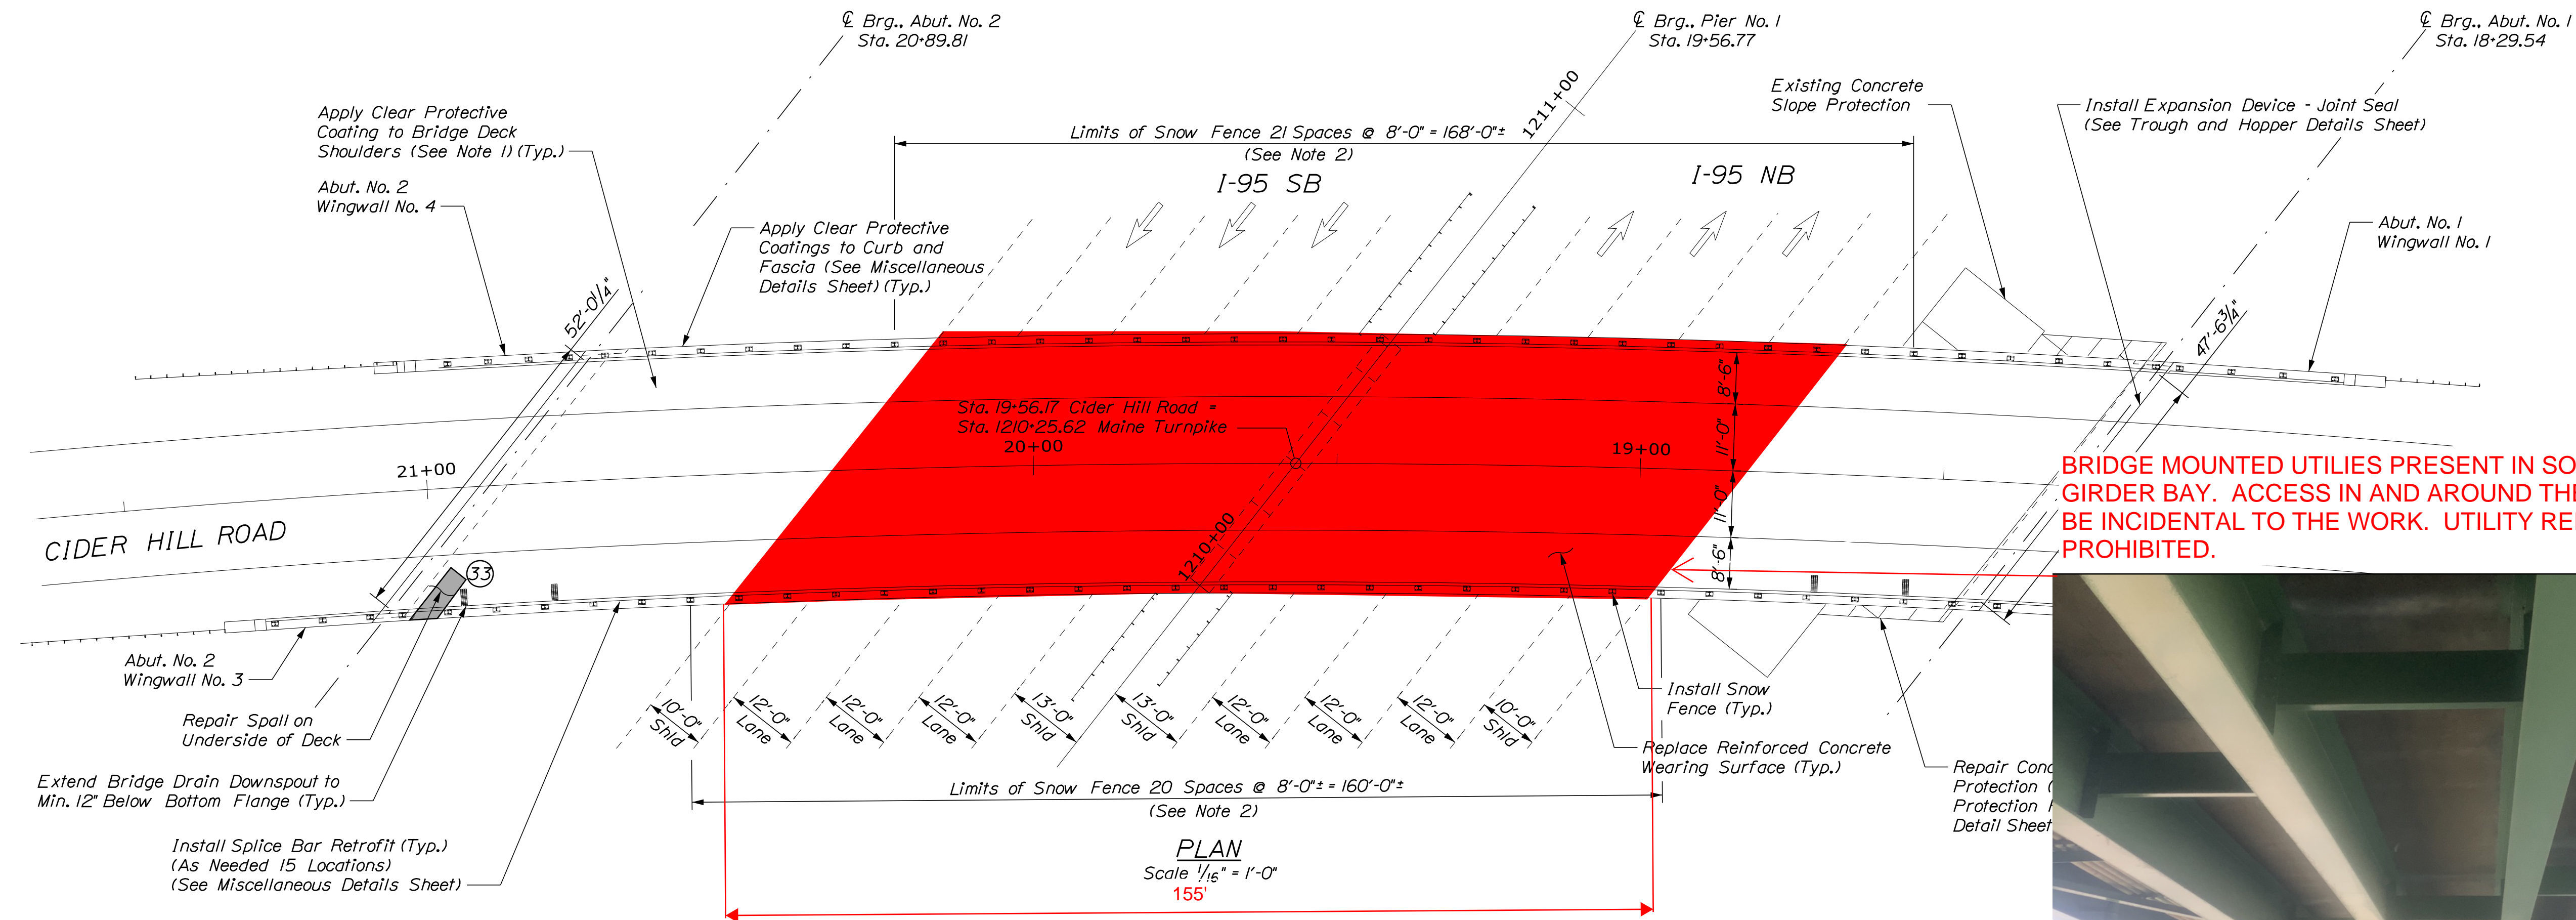 ℄ Brg., Abut. No. 2
Sta. 20+89.81
℄ Brg., Pier No. 1
Sta. 19+56.77
℄ Brg., Abut. No. 1
Sta. 18+29.54
Apply Clear Protective
Coating to Bridge Deck
Shoulders (See Note 1) (Typ.)
Abut. No. 2
Wingwall No. 4
Apply Clear Protective
Coatings to Curb and
Fascia (See Miscellaneous
Details Sheet) (Typ.)
Limits of Snow Fence 21 Spaces @ 8'-0" = 168'-0"±
(See Note 2)
1211+00
I-95 SB
I-95 NB
Existing Concrete
Slope Protection
Install Expansion Device - Joint Seal
(See Trough and Hopper Details Sheet)
Abut. No. 1
Wingwall No. 1
52'-0 1/4"
47'-6 3/4"
8'-6"
11'-0"
11'-0"
8'-6"
Sta. 19+56.17 Cider Hill Road =
Sta. 1210+25.62 Maine Turnpike
21+00
20+00
19+00
1210+00
CIDER HILL ROAD
33
BRIDGE MOUNTED UTILIES PRESENT IN SO
GIRDER BAY. ACCESS IN AND AROUND THE
BE INCIDENTAL TO THE WORK. UTILITY RE
PROHIBITED.
Abut. No. 2
Wingwall No. 3
Repair Spall on
Underside of Deck
Extend Bridge Drain Downspout to
Min. 12" Below Bottom Flange (Typ.)
Install Splice Bar Retrofit (Typ.)
(As Needed 15 Locations)
(See Miscellaneous Details Sheet)
10'-0"
Shld
12'-0"
Lane
12'-0"
Lane
12'-0"
Lane
13'-0"
Shld
13'-0"
Shld
12'-0"
Lane
12'-0"
Lane
12'-0"
Lane
10'-0"
Shld
Install Snow
Fence (Typ.)
Replace Reinforced Concrete
Wearing Surface (Typ.)
Repair Conc
Protection (
Protection
Detail Sheet
Limits of Snow Fence 20 Spaces @ 8'-0"± = 160'-0"±
(See Note 2)
PLAN
Scale 1/16" = 1'-0"
155'